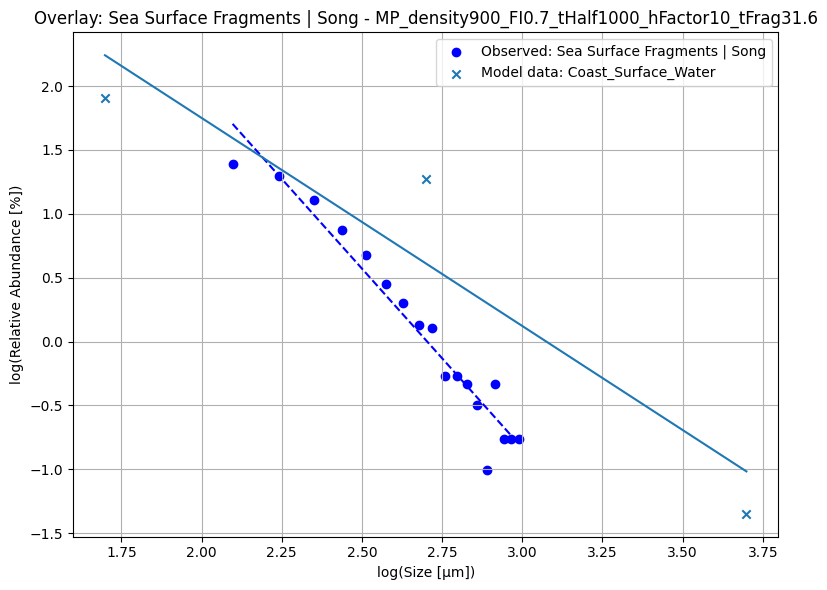 Overlay: Sea Surface Fragments | Song - MP_density900_FI0.7_tHalf1000_hFactor10_tFrag31.6
Observed: Sea Surface Fragments | Song
Model data: Coast_Surface_Water
log(Relative Abundance [%])
2.0
1.5
1.0
0.5
0.0
−0.5
−1.0
−1.5
1.75 2.00 2.25 2.50 2.75 3.00 3.25 3.50 3.75
log(Size [μm])